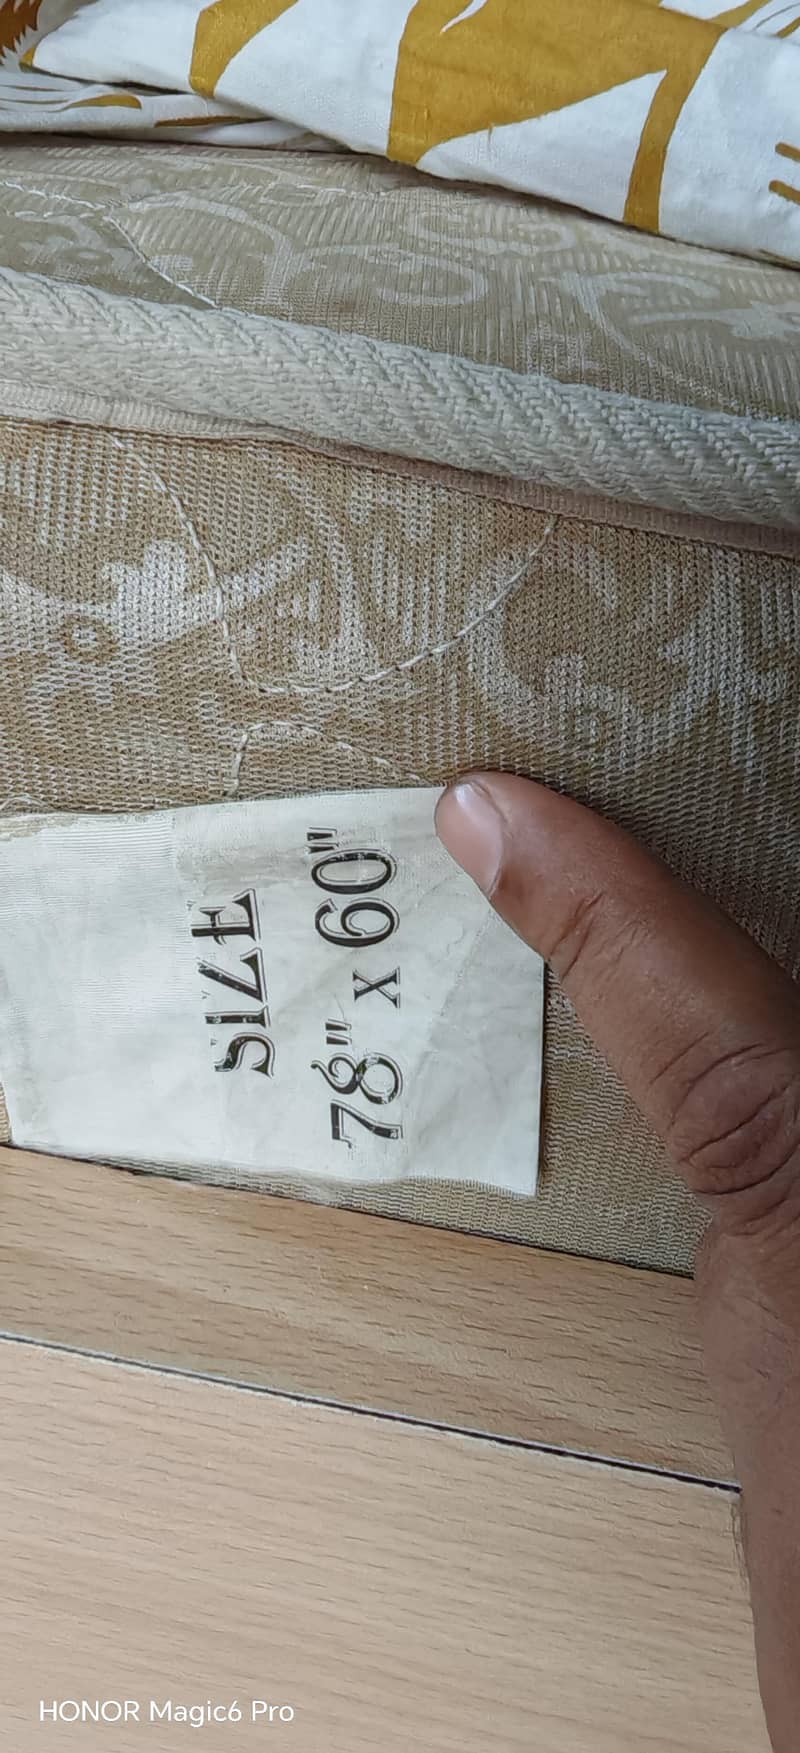 SIZE
78" x 60"
HONOR Magic6 Pro